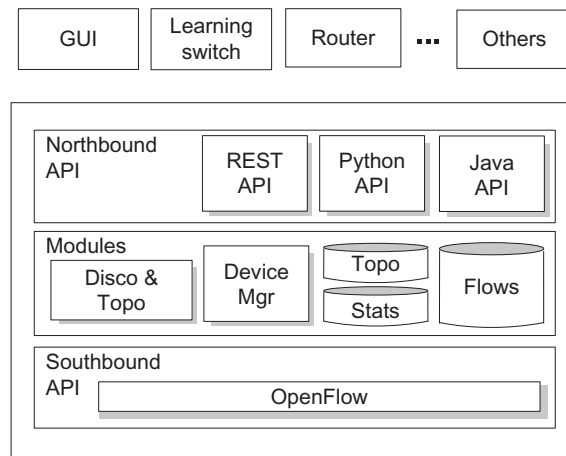 GUI
Learning
switch
Router
...
Others
Northbound
API
REST
API
Python
API
Java
API
Modules
Disco &
Topo
Device
Mgr
Topo
Stats
Flows
Southbound
API
OpenFlow